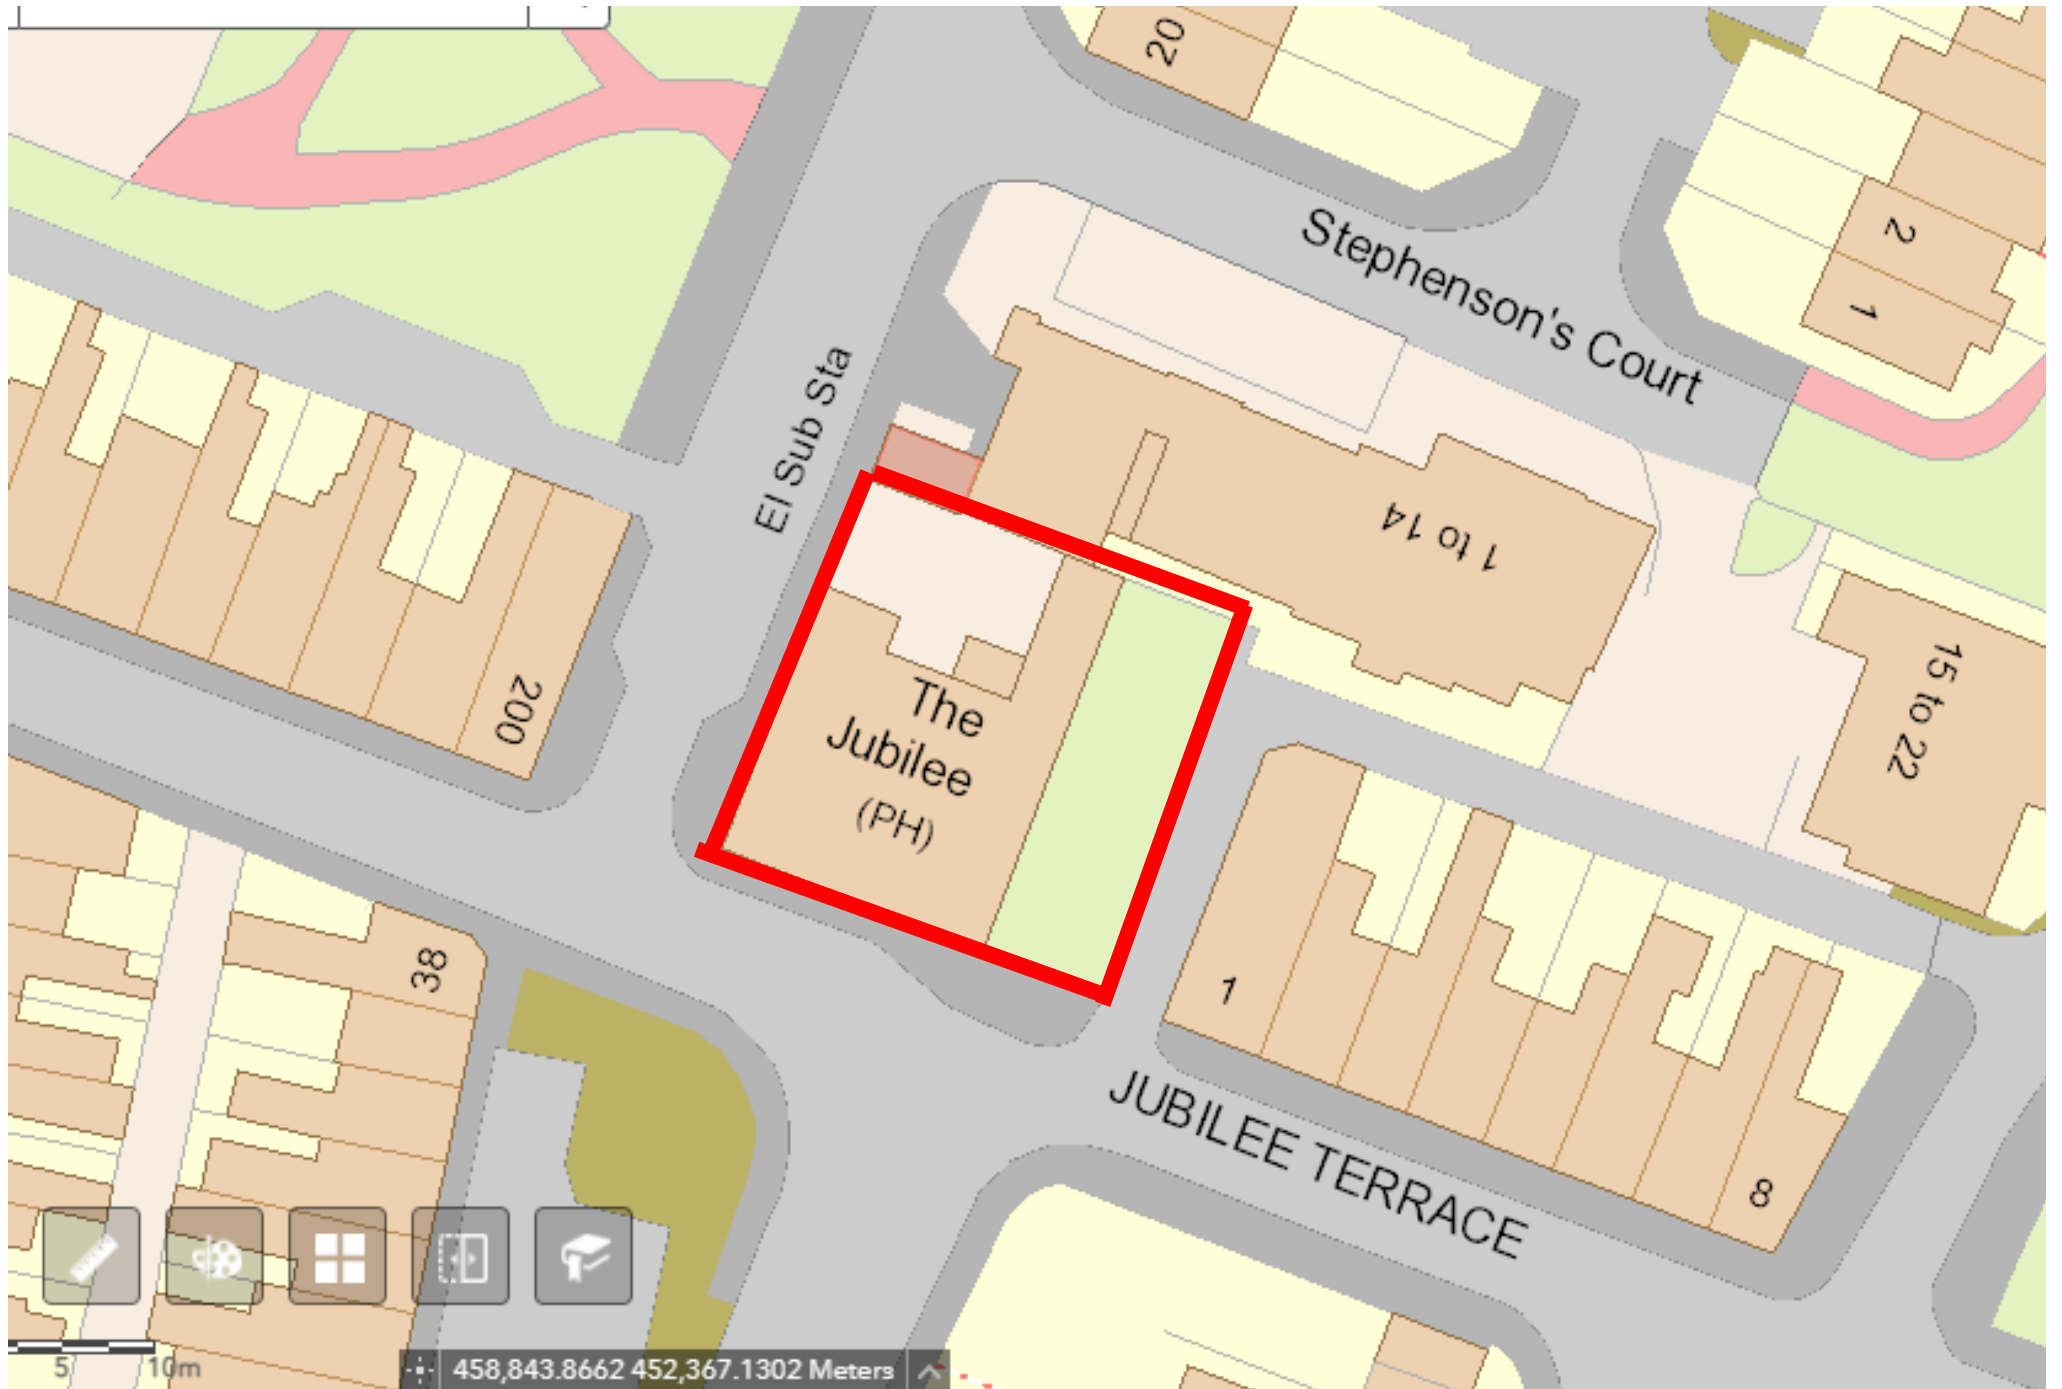 20
Stephenson's Court
2
1
El Sub Sta
1 to 14
15 to 22
200
The
Jubilee
(PH)
38
1
JUBILEE TERRACE
8
5 10m
458,843.8662 452,367.1302 Meters